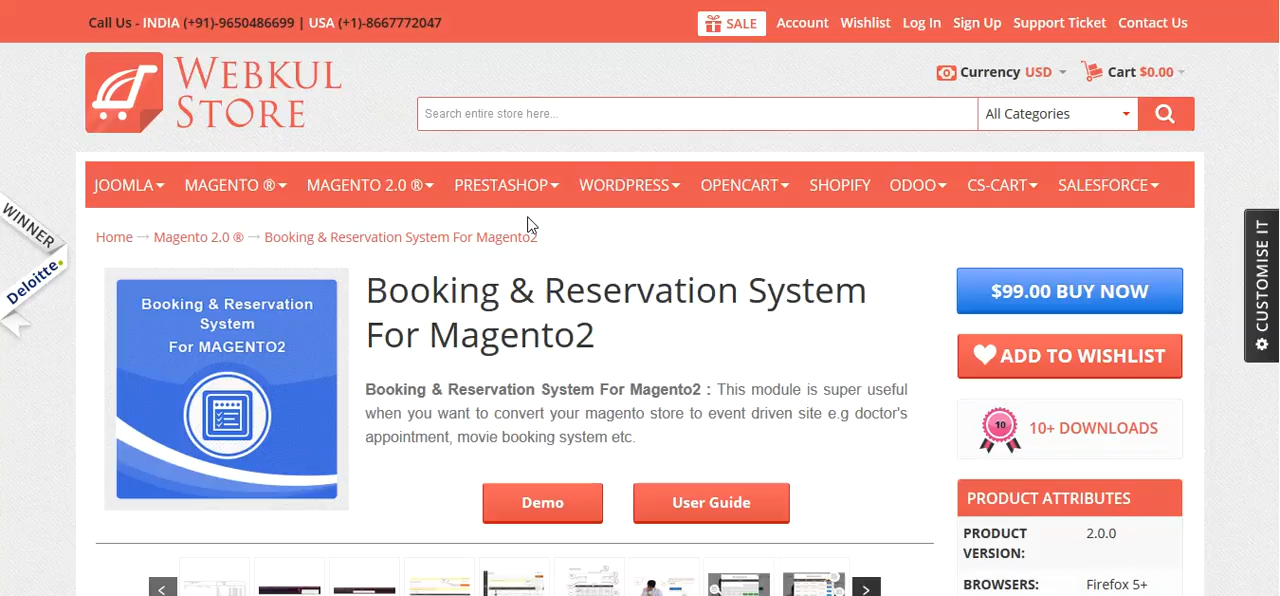 Call Us - INDIA (+91)-9650486699 | USA (+1)-8667772047
SALE Account Wishlist Log In Sign Up Support Ticket Contact Us
WEBKUL
STORE
Currency USD Cart $0.00
Search entire store here... All Categories
JOOMLA MAGENTO ® MAGENTO 2.0 ® PRESTASHOP WORDPRESS OPENCART SHOPIFY ODOO CS-CART SALESFORCE
WINNER
Deloitte.
CUSTOMISE IT
Home → Magento 2.0 ® → Booking & Reservation System For Magento2
Booking & Reservation
System
For MAGENTO2
Booking & Reservation System
For Magento2
Booking & Reservation System For Magento2 : This module is super useful
when you want to convert your magento store to event driven site e.g doctor's
appointment, movie booking system etc.
Demo User Guide
$99.00 BUY NOW
ADD TO WISHLIST
10 10+ DOWNLOADS
PRODUCT ATTRIBUTES
PRODUCT 2.0.0
VERSION:
BROWSERS: Firefox 5+
< >